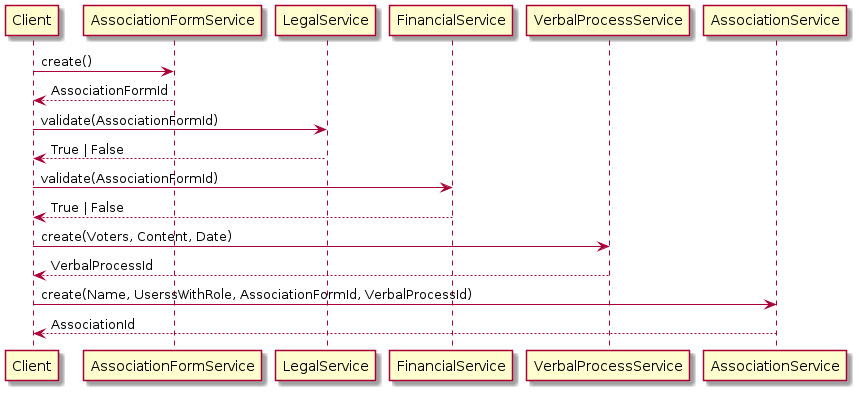 Client AssociationFormService LegalService FinancialService VerbalProcessService AssociationService
create()
AssociationFormId
validate(AssociationFormId)
True | False
validate(AssociationFormId)
True | False
create(Voters, Content, Date)
VerbalProcessId
create(Name, UserssWithRole, AssociationFormId, VerbalProcessId)
AssociationId
Client AssociationFormService LegalService FinancialService VerbalProcessService AssociationService